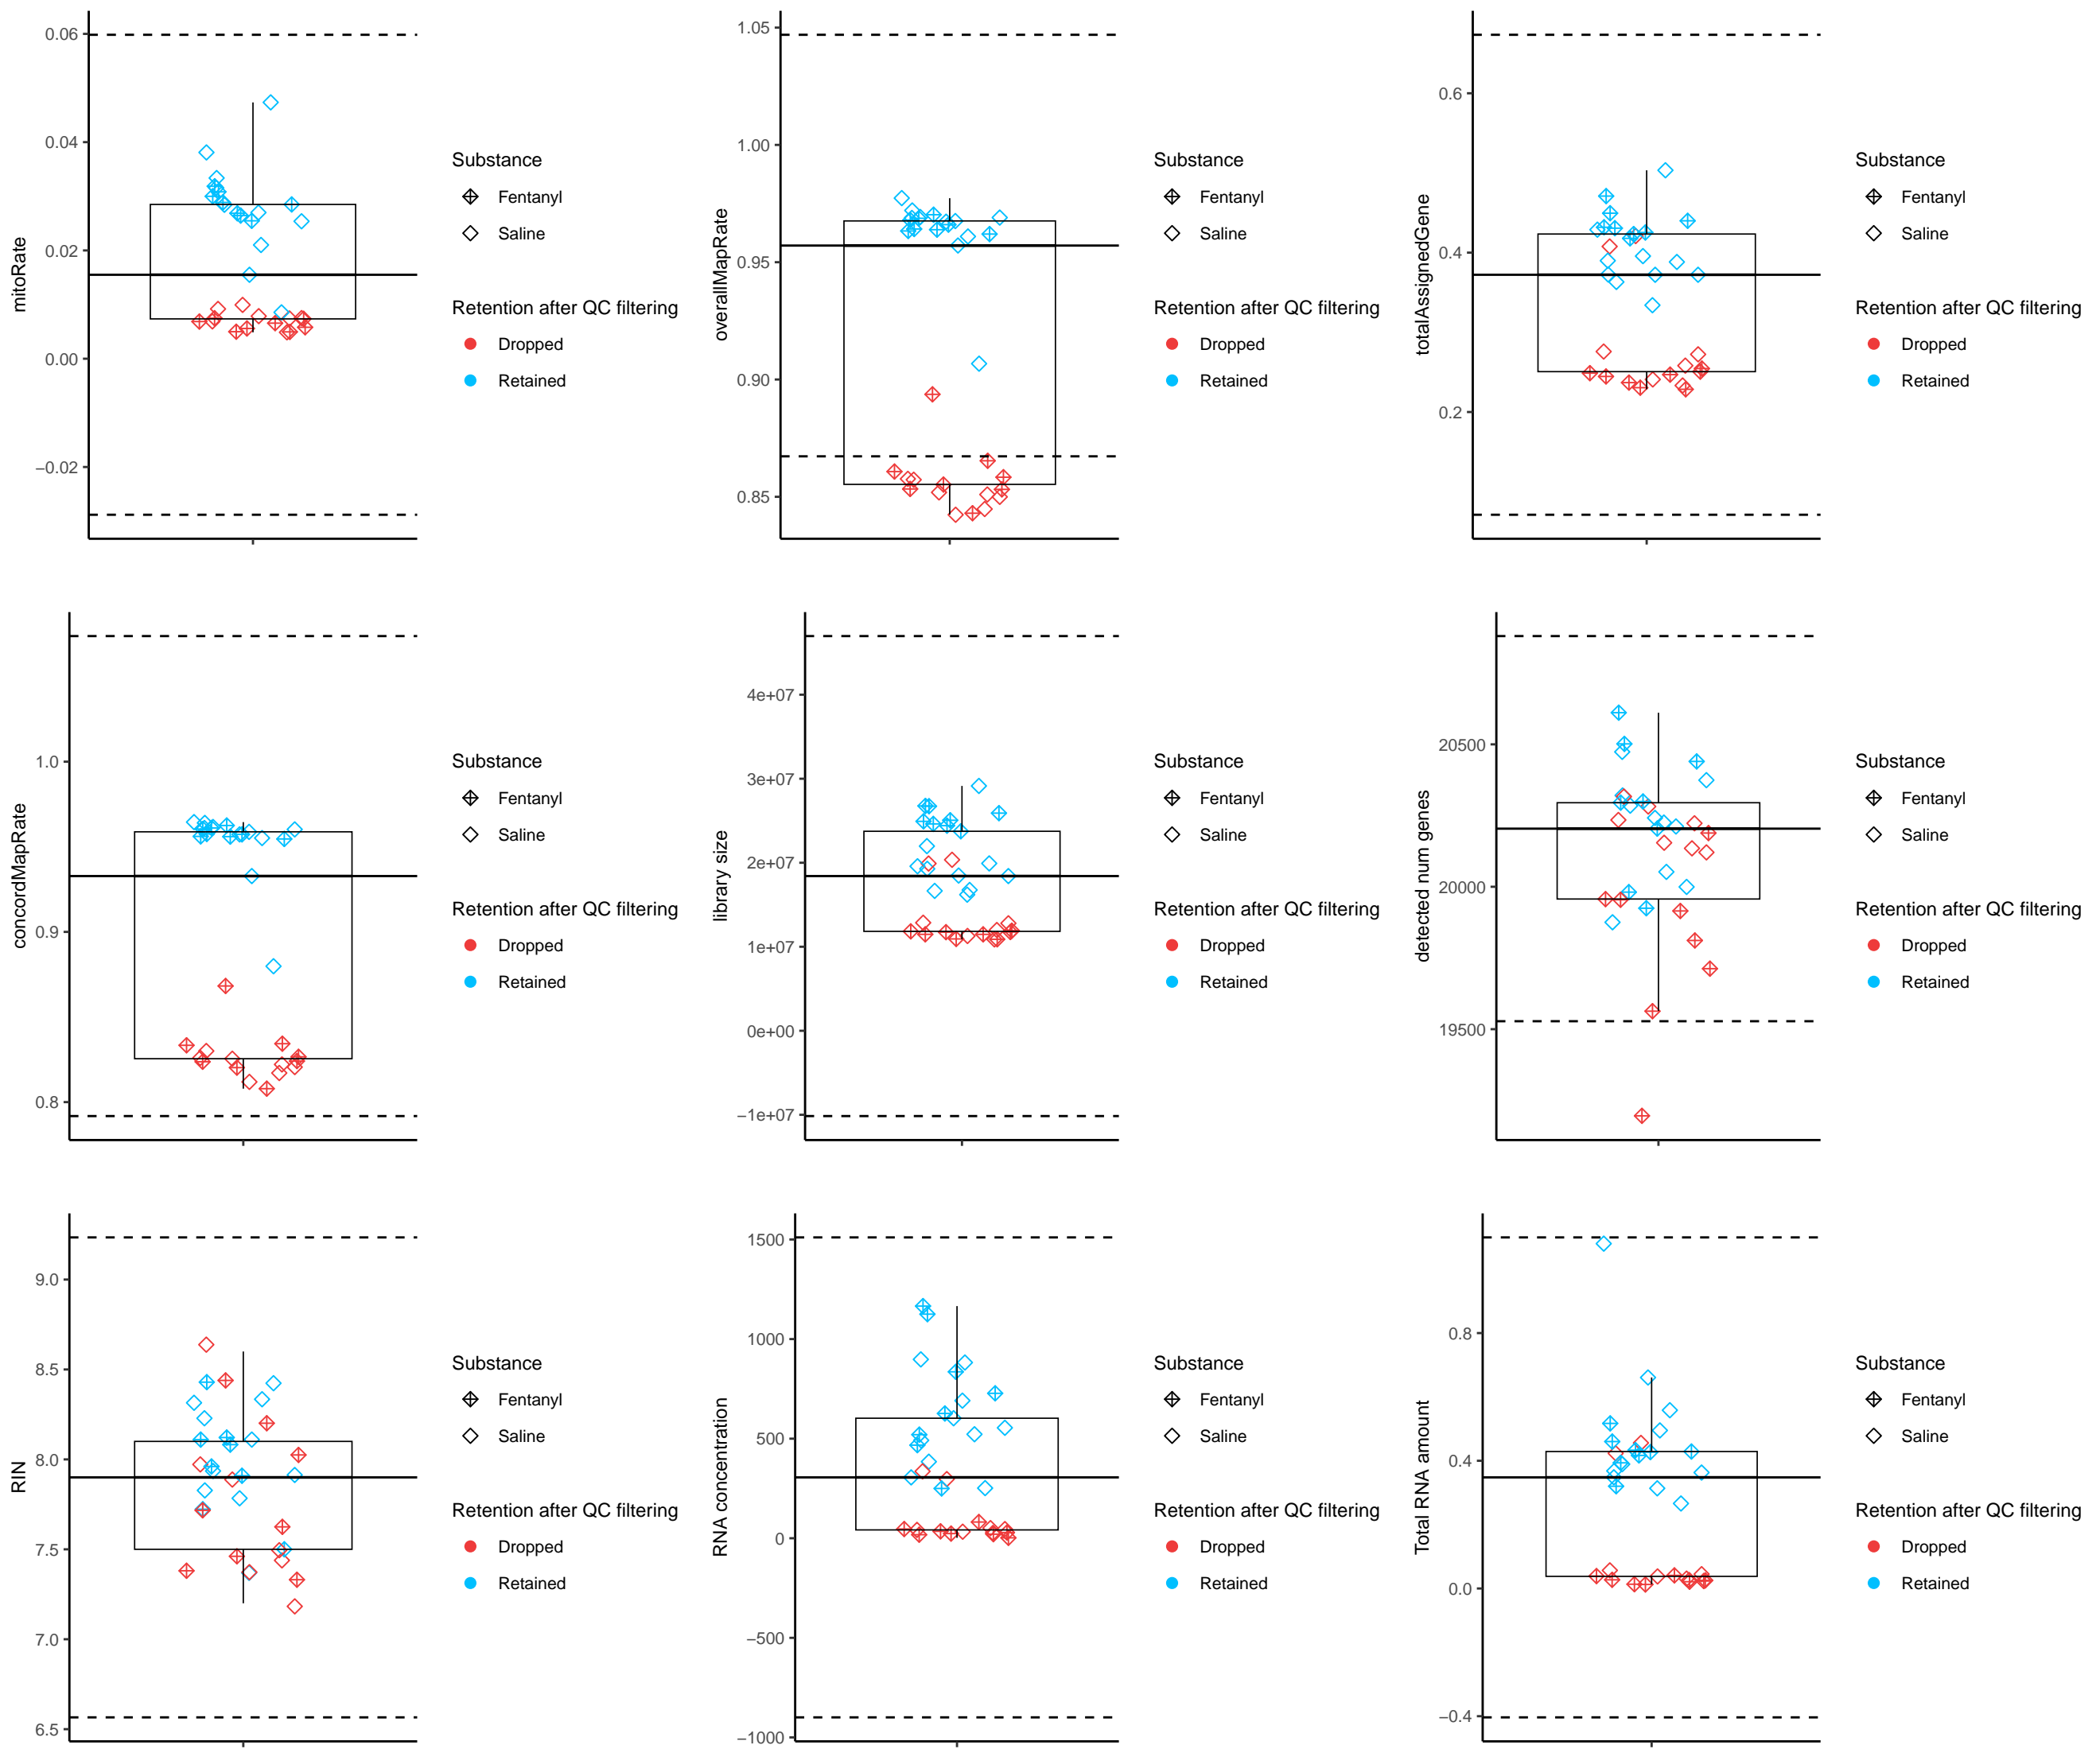 mitoRate
0.06
0.04
0.02
0.00
−0.02
Substance
Fentanyl
Saline
Retention after QC filtering
Dropped
Retained
overallMapRate
1.05
1.00
0.95
0.90
0.85
Substance
Fentanyl
Saline
Retention after QC filtering
Dropped
Retained
totalAssignedGene
0.6
0.4
0.2
Substance
Fentanyl
Saline
Retention after QC filtering
Dropped
Retained
concordMapRate
1.0
0.9
0.8
Substance
Fentanyl
Saline
Retention after QC filtering
Dropped
Retained
library size
4e+07
3e+07
2e+07
1e+07
0e+00
−1e+07
Substance
Fentanyl
Saline
Retention after QC filtering
Dropped
Retained
detected num genes
20500
20000
19500
Substance
Fentanyl
Saline
Retention after QC filtering
Dropped
Retained
RIN
9.0
8.5
8.0
7.5
7.0
6.5
Substance
Fentanyl
Saline
Retention after QC filtering
Dropped
Retained
RNA concentration
1500
1000
500
0
−500
−1000
Substance
Fentanyl
Saline
Retention after QC filtering
Dropped
Retained
Total RNA amount
0.8
0.4
0.0
−0.4
Substance
Fentanyl
Saline
Retention after QC filtering
Dropped
Retained